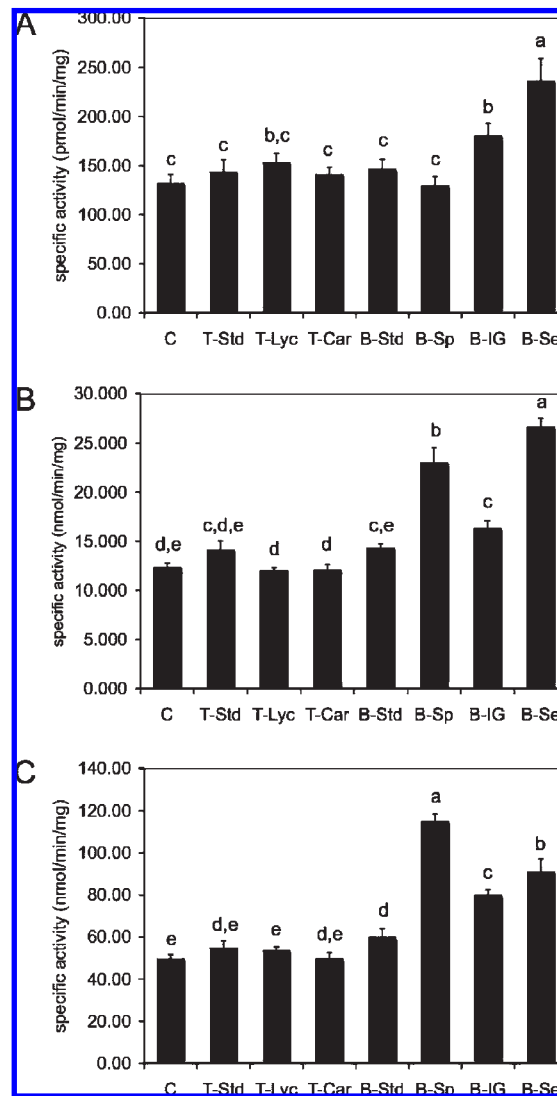 A
specific activity (pmol/min/mg)
300.00
250.00
200.00
150.00
100.00
50.00
0.00
c
c
b,c
c
c
c
b
a
C T-Std T-Lyc T-Car B-Std B-Sp B-IG B-Se
B
specific activity (nmol/min/mg)
30.000
25.000
20.000
15.000
10.000
5.000
0.000
d,e
c,d,e
d
d
c,e
b
c
a
C T-Std T-Lyc T-Car B-Std B-Sp B-IG B-Se
C
specific activity (nmol/min/mg)
140.00
120.00
100.00
80.00
60.00
40.00
20.00
0.00
e
d,e
e
d,e
d
a
c
b
C T-Std T-Lyc T-Car B-Std B-Sp B-IG B-Se